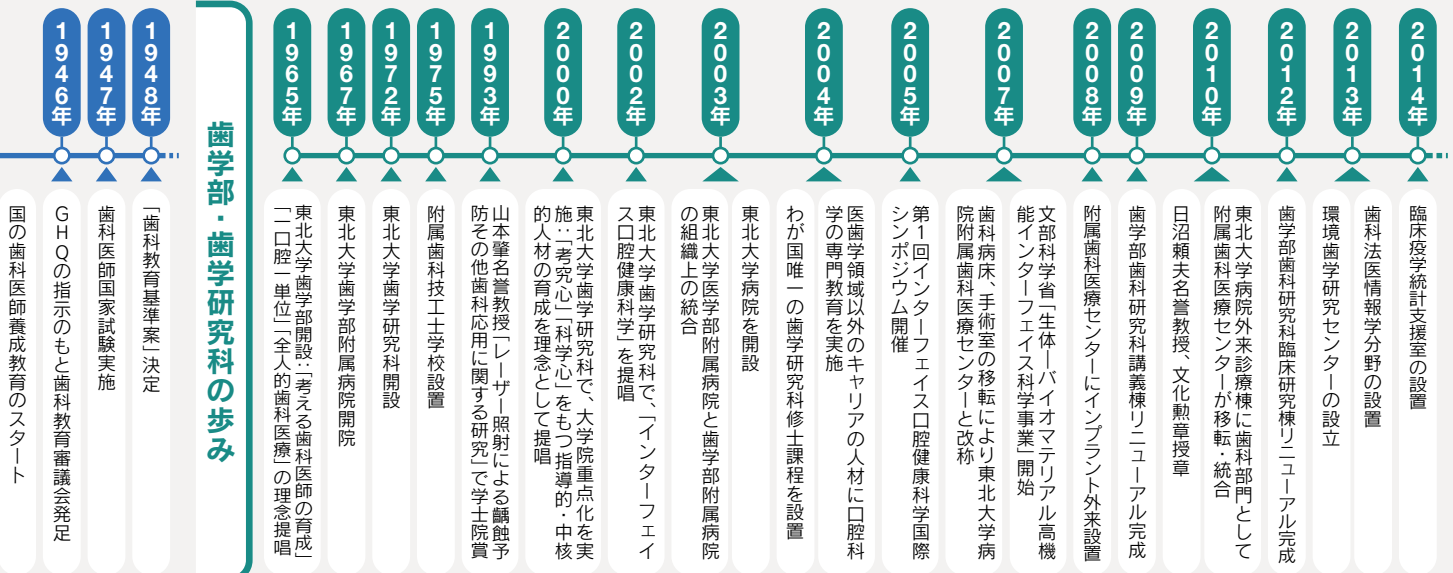 1946年
1947年
1948年
国の歯科医師養成教育のスタート
GHQの指示のもと歯科教育審議会発足
歯科医師国家試験実施
「歯科教育基準案」決定
歯学部・歯学研究科の歩み
1965年
東北大学歯学部開設:「考える歯科医師の育成」
「一口腔一単位」「全人的歯科医療」の理念提唱
1967年
東北大学歯学部附属病院開院
1972年
東北大学歯学研究科開設
1975年
附属歯科技工士学校設置
1993年
山本肇名誉教授「レーザー照射による齲蝕予
防その他歯科応用に関する研究」で学士院賞
2000年
東北大学歯学研究科で、大学院重点化を実
施:「考究心」「科学心」をもつ指導的・中核
的人材の育成を理念として提唱
2002年
東北大学歯学研究科で、「インターフェイ
ス口腔健康科学」を提唱
2003年
東北大学医学部附属病院と歯学部附属病院
の組織上の統合
東北大学病院を開設
2004年
わが国唯一の歯学研究科修士課程を設置
医歯学領域以外のキャリアの人材に口腔科
学の専門教育を実施
2005年
第1回インターフェイス口腔健康科学国際
シンポジウム開催
2007年
歯科病床、手術室の移転により東北大学病
院附属歯科医療センターと改称
文部科学省「生体―バイオマテリアル高機
能インターフェイス科学事業」開始
2008年
附属歯科医療センターにインプラント外来設置
2009年
歯学部歯科研究科講義棟リニューアル完成
2010年
日沼頼夫名誉教授、文化勲章授章
東北大学病院外来診療棟に歯科部門として
附属歯科医療センターが移転・統合
2012年
歯学部歯科研究科臨床研究棟リニューアル完成
2013年
環境歯学研究センターの設立
歯科法医情報学分野の設置
2014年
臨床疫学統計支援室の設置